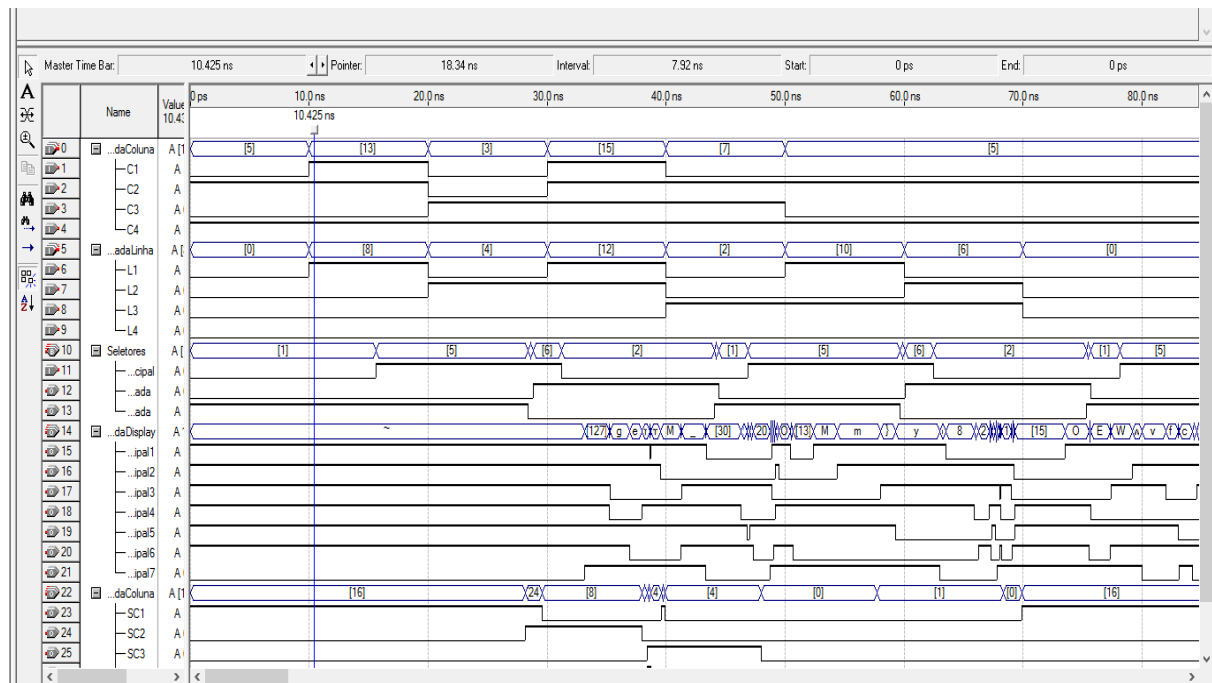 Master Time Bar: 10.425 ns Pointer: 18.34 ns Interval: 7.92 ns Start: 0 ps End: 0 ps
A
Name Value 10.4
0 ps 10.0 ns 20.0 ns 30.0 ns 40.0 ns 50.0 ns 60.0 ns 70.0 ns 80.0 ns
10.425 ns
0 ...daColuna A [1 [5] [13] [3] [15] [7] [5]
1 C1 A
2 C2 A
3 C3 A
4 C4 A
5 ...adaLinha A [ [0] [8] [4] [12] [2] [10] [6] [0]
6 L1 A
7 L2 A
8 L3 A
9 L4 A
10 Seletores A [ [1] [5] [6] [2] [1] [5] [6] [2] [1] [5]
11 ...cipal A
12 ...ada A
13 ...ada A
14 ...daDisplay A ~ [127] g e M _ [30] [13] M m } y 8 [15] O E W v c
15 ...ipal1 A
16 ...ipal2 A
17 ...ipal3 A
18 ...ipal4 A
19 ...ipal5 A
20 ...ipal6 A
21 ...ipal7 A
22 ...daColuna A [1 [16] [24] [8] [4] [0] [1] [0] [16]
23 SC1 A
24 SC2 A
25 SC3 A